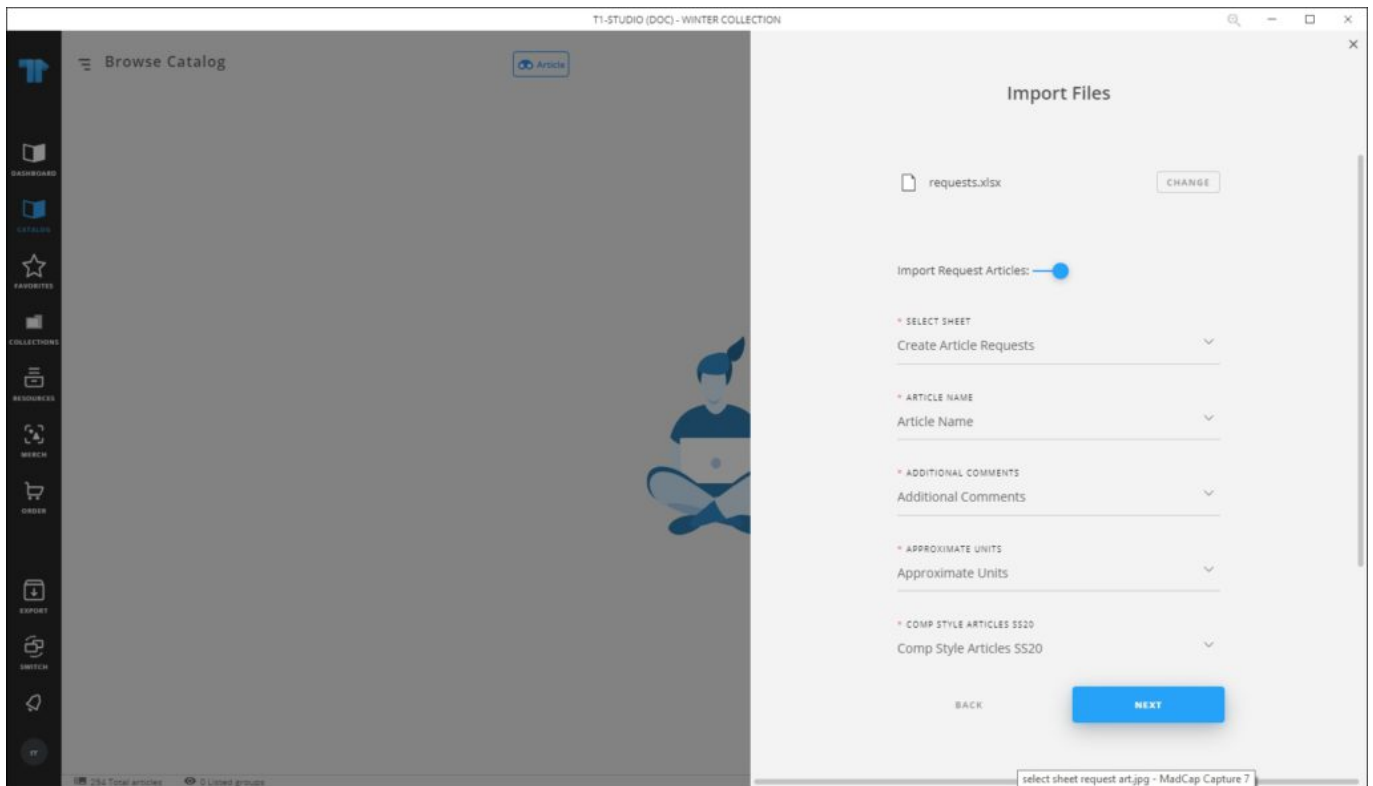 T1-STUDIO (DOC) - WINTER COLLECTION
Browse Catalog
Article
DASHBOARD
CATALOG
FAVORITES
COLLECTIONS
RESOURCES
MERCH
ORDER
EXPORT
SWITCH
IT
294 Total articles
0 Listed groups
Import Files
requests.xlsx
CHANGE
Import Request Articles:
* SELECT SHEET
Create Article Requests
* ARTICLE NAME
Article Name
* ADDITIONAL COMMENTS
Additional Comments
* APPROXIMATE UNITS
Approximate Units
* COMP STYLE ARTICLES SS20
Comp Style Articles SS20
BACK
NEXT
select sheet request art.jpg - MadCap Capture 7